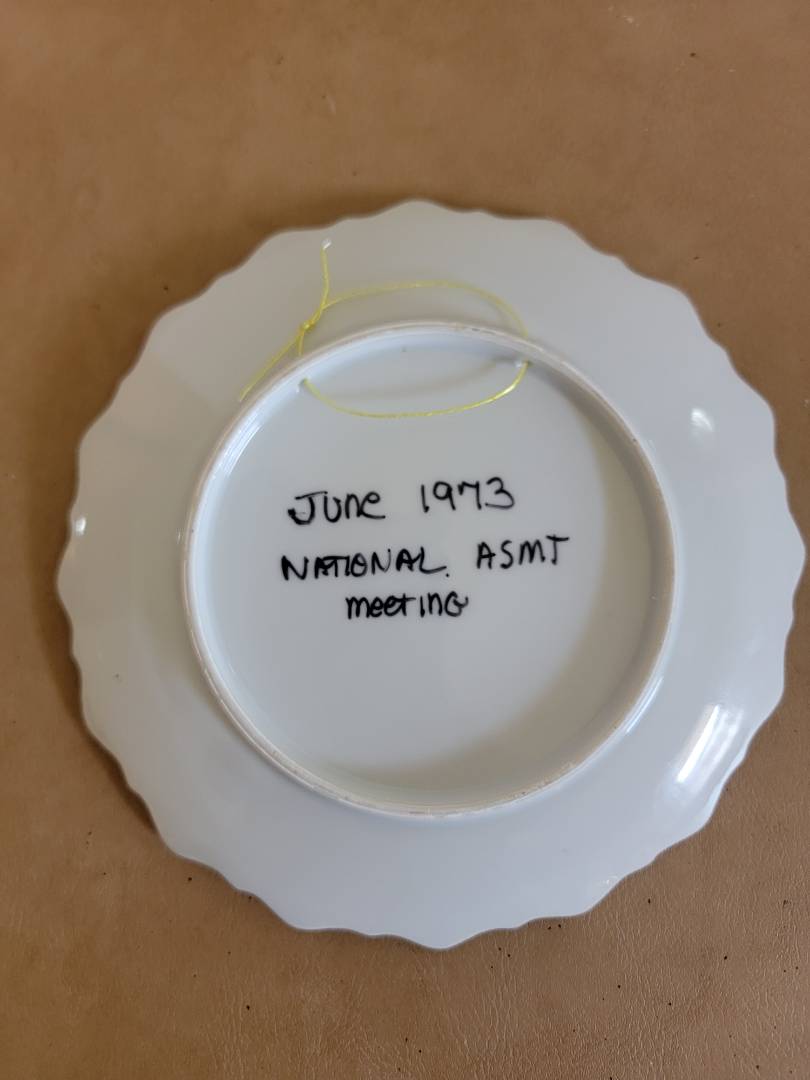 June 1973
NATIONAL. ASMT
meeting